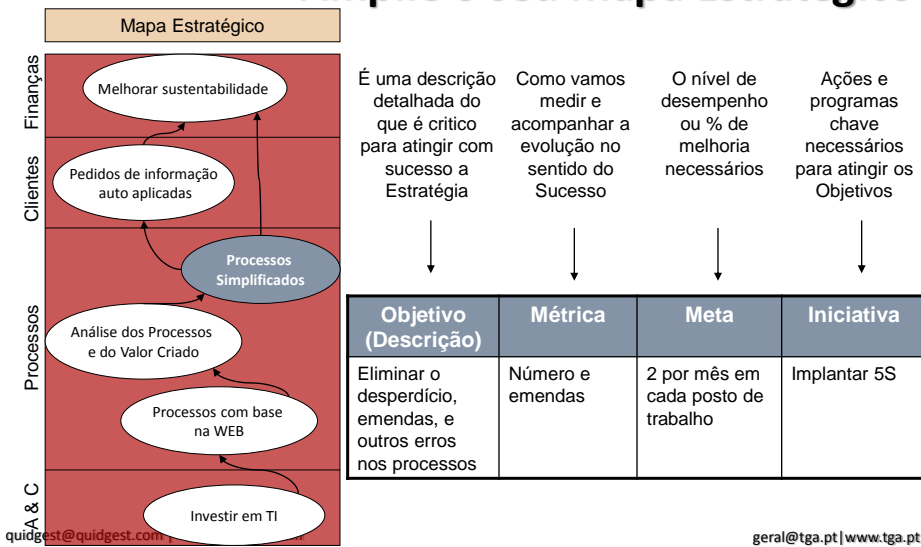 Mapa Estratégico
Finanças
Melhorar sustentabilidade
Clientes
Pedidos de informação
auto aplicadas
Processos
Processos
Simplificados
Análise dos Processos
e do Valor Criado
Processos com base
na WEB
A & C
Investir em TI
É uma descrição
detalhada do
que é critico
para atingir com
sucesso a
Estratégia
Como vamos
medir e
acompanhar a
evolução no
sentido do
Sucesso
O nível de
desempenho
ou % de
melhoria
necessários
Ações e
programas
chave
necessários
para atingir os
Objetivos
Objetivo
(Descrição)
Métrica
Meta
Iniciativa
Eliminar o
desperdício,
emendas, e
outros erros
nos processos
Número e
emendas
2 por mês em
cada posto de
trabalho
Implantar 5S
quidgest@quidgest.com |
geral@tga.pt|www.tga.pt